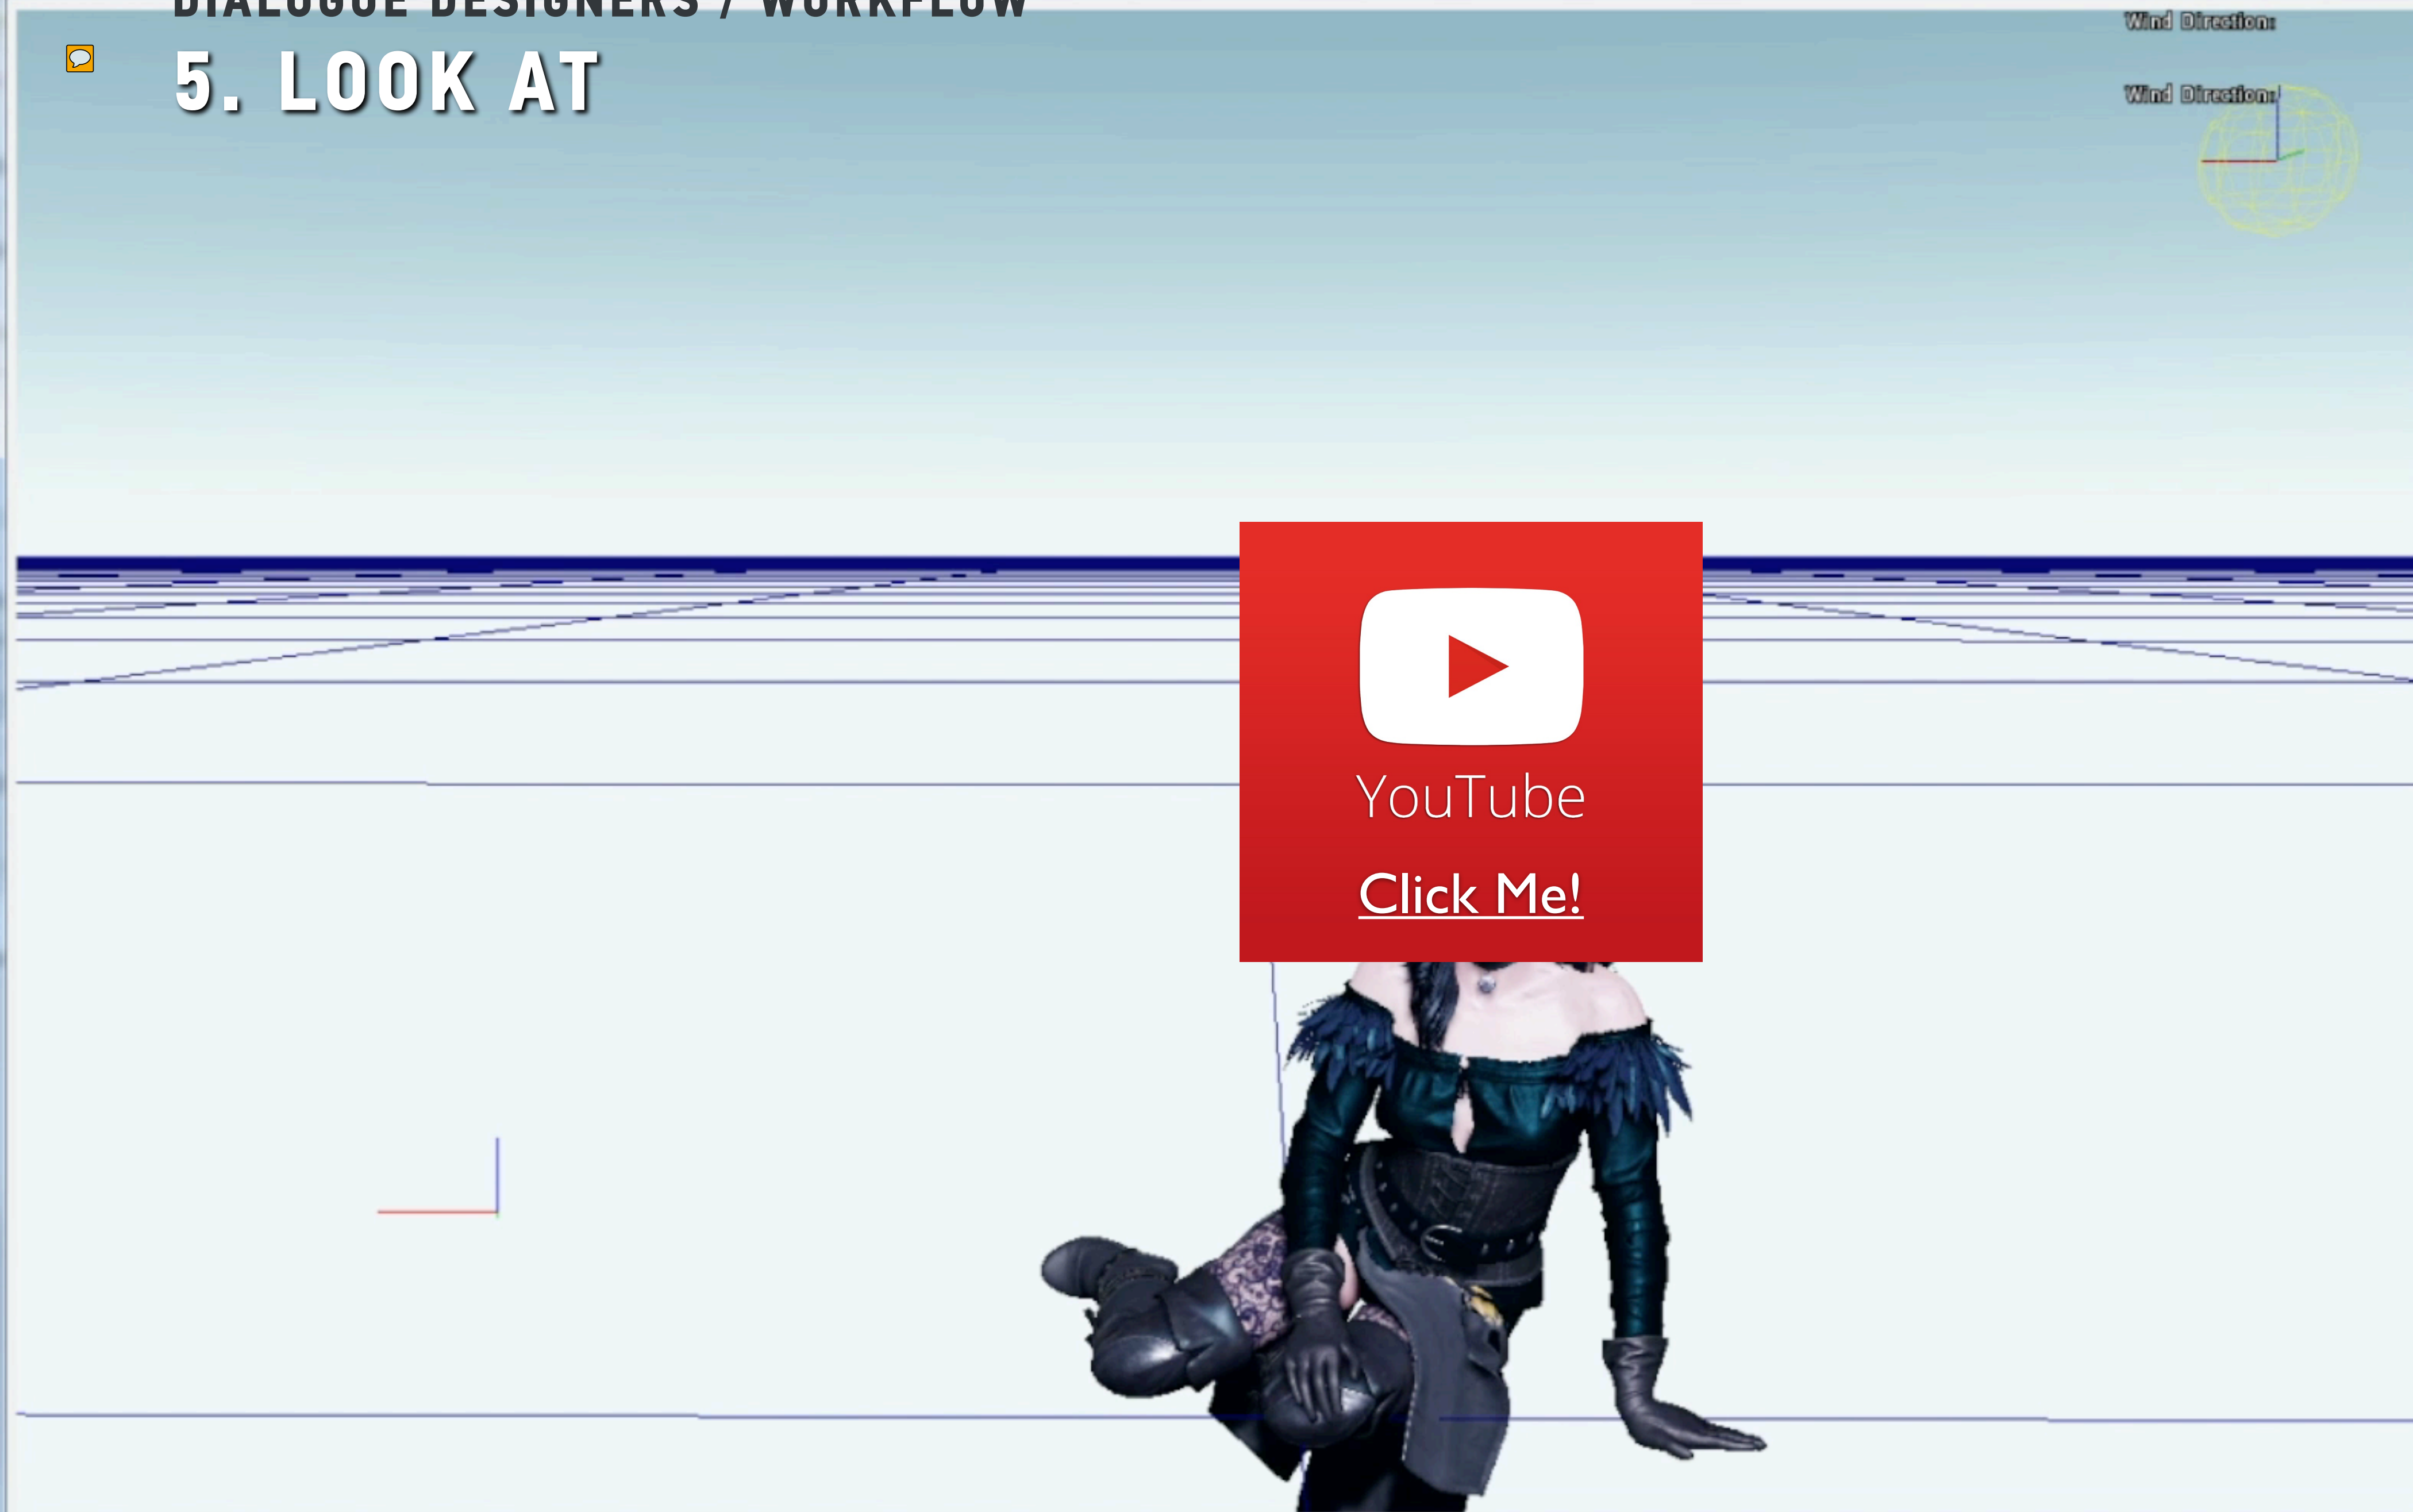 DIALOGUE DESIGNERS / WORKFLOW
5. LOOK AT
Wind Direction:
Wind Direction:
YouTube
Click Me!